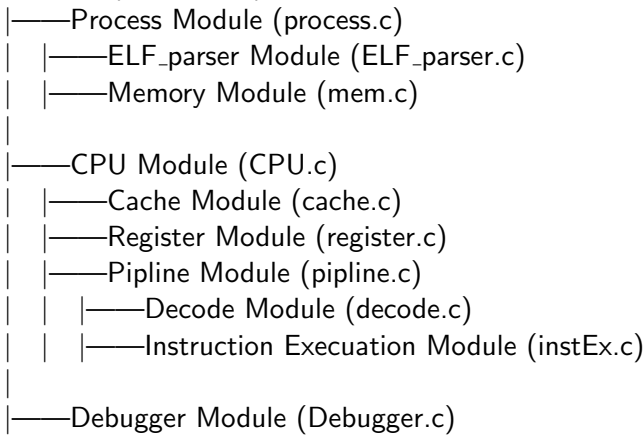 |——Process Module (process.c)
| |——ELF_parser Module (ELF_parser.c)
| |——Memory Module (mem.c)
|
|——CPU Module (CPU.c)
| |——Cache Module (cache.c)
| |——Register Module (register.c)
| |——Pipline Module (pipline.c)
| | |——Decode Module (decode.c)
| | |——Instruction Execuation Module (instEx.c)
|
|——Debugger Module (Debugger.c)